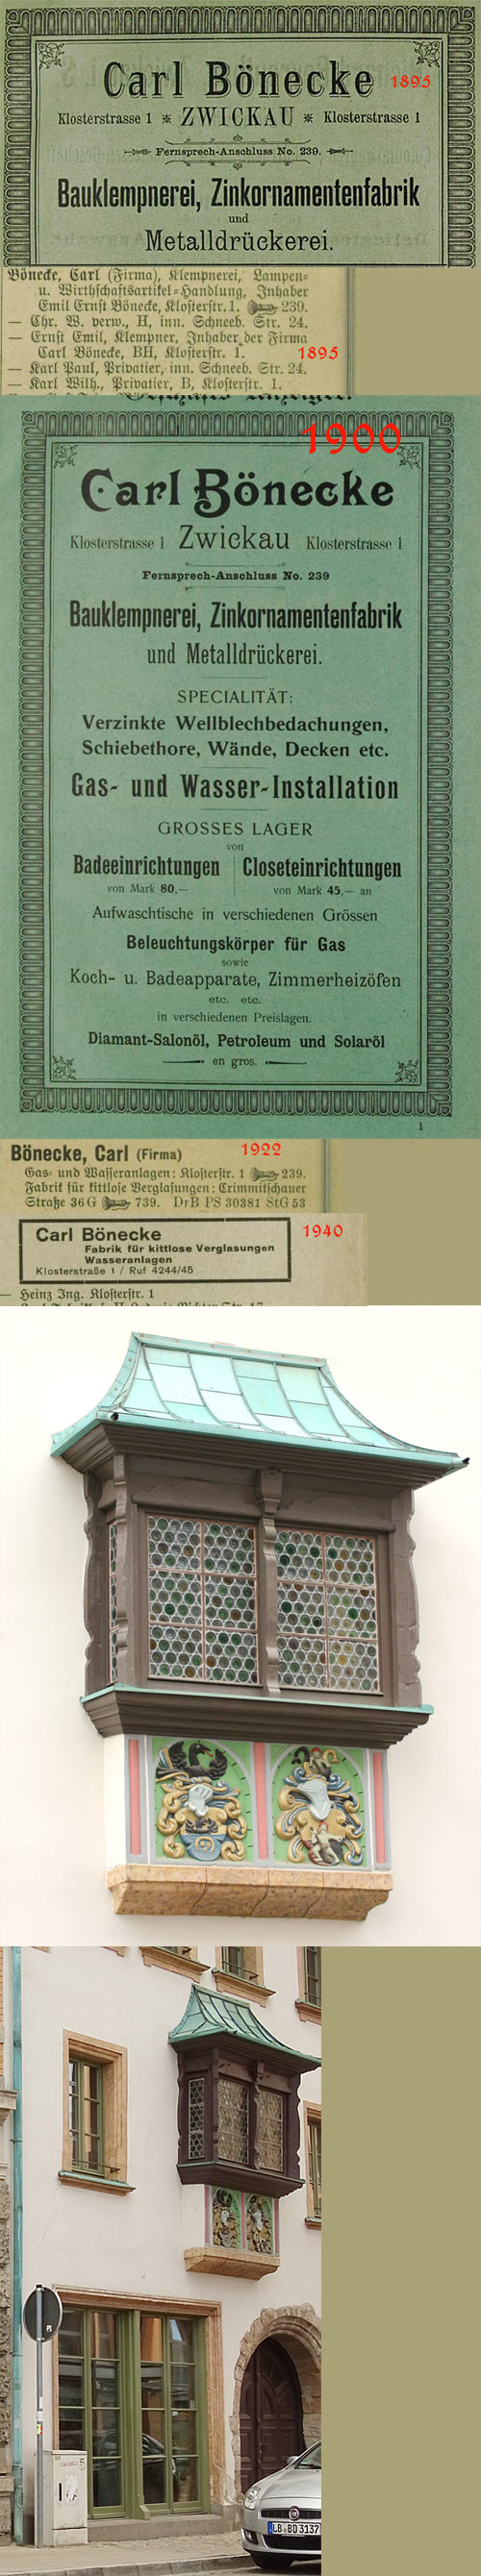 Carl Bönecke 1895
Klosterstrasse 1 * ZWICKAU * Klosterstrasse 1
Fernsprech-Anschluss No. 239.
Bauklempnerei, Zinkornamentenfabrik
und
Metalldrückerei.
Bönecke, Carl (Firma), Klempnerei, Lampen-
u. Wirthschaftsartikel-Handlung, Inhaber
Emil Ernst Bönecke, Klosterstr. 1. 239.
— Chr. W. verw., H, inn. Schneeb. Str. 24.
— Ernst Emil, Klempner, Inhaber der Firma
Carl Bönecke, BH, Klosterstr. 1. 1895
— Karl Paul, Privatier, inn. Schneeb. Str. 24.
— Karl Wilh., Privatier, B, Klosterstr. 1.
1900
Carl Bönecke
Klosterstrasse 1 Zwickau Klosterstrasse 1
Fernsprech-Anschluss No. 239
Bauklempnerei, Zinkornamentenfabrik
und Metalldrückerei.
SPECIALITÄT:
Verzinkte Wellblechbedachungen,
Schiebethore, Wände, Decken etc.
Gas- und Wasser-Installation
GROSSES LAGER
von
Badeeinrichtungen Closeteinrichtungen
von Mark 80,— von Mark 45,— an
Aufwaschtische in verschiedenen Grössen
Beleuchtungskörper für Gas
sowie
Koch- u. Badeapparate, Zimmerheizöfen
etc. etc.
in verschiedenen Preislagen.
Diamant-Salonöl, Petroleum und Solaröl
en gros.
1
Bönecke, Carl (Firma) 1922
Gas- und Wasseranlagen: Klosterstr. 1 239.
Fabrik für kittlose Verglasungen: Crimmitschauer
Straße 36 G 739. DrB PS 30381 StG 53
Carl Bönecke 1940
Fabrik für kittlose Verglasungen
Wasseranlagen
Klosterstraße 1 / Ruf 4244/45
— Heinz Ing. Klosterstr. 1
LB BD 3137